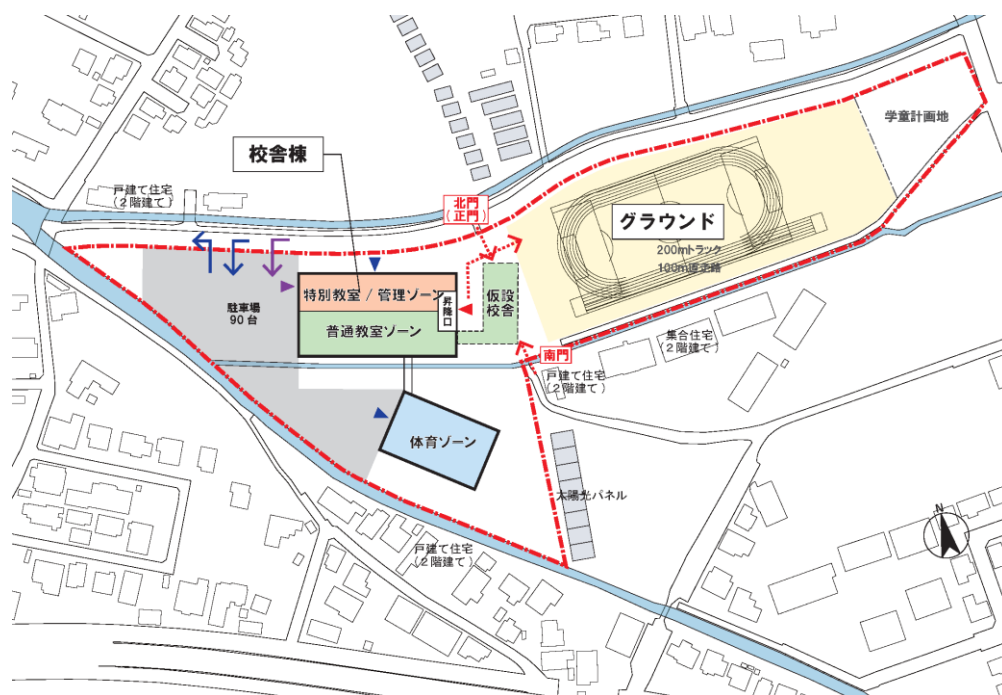 学童計画地
校舎棟
戸建て住宅
(2階建て)
北門
(正門)
グラウンド
200mトラック
100m直走路
特別教室 / 管理ゾーン
昇降口
仮設
校舎
駐車場
90台
普通教室ゾーン
集合住宅
2階建て)
南門
戸建て住宅
(2階建て)
体育ゾーン
太陽光パネル
N
戸建て住宅
(2階建て)